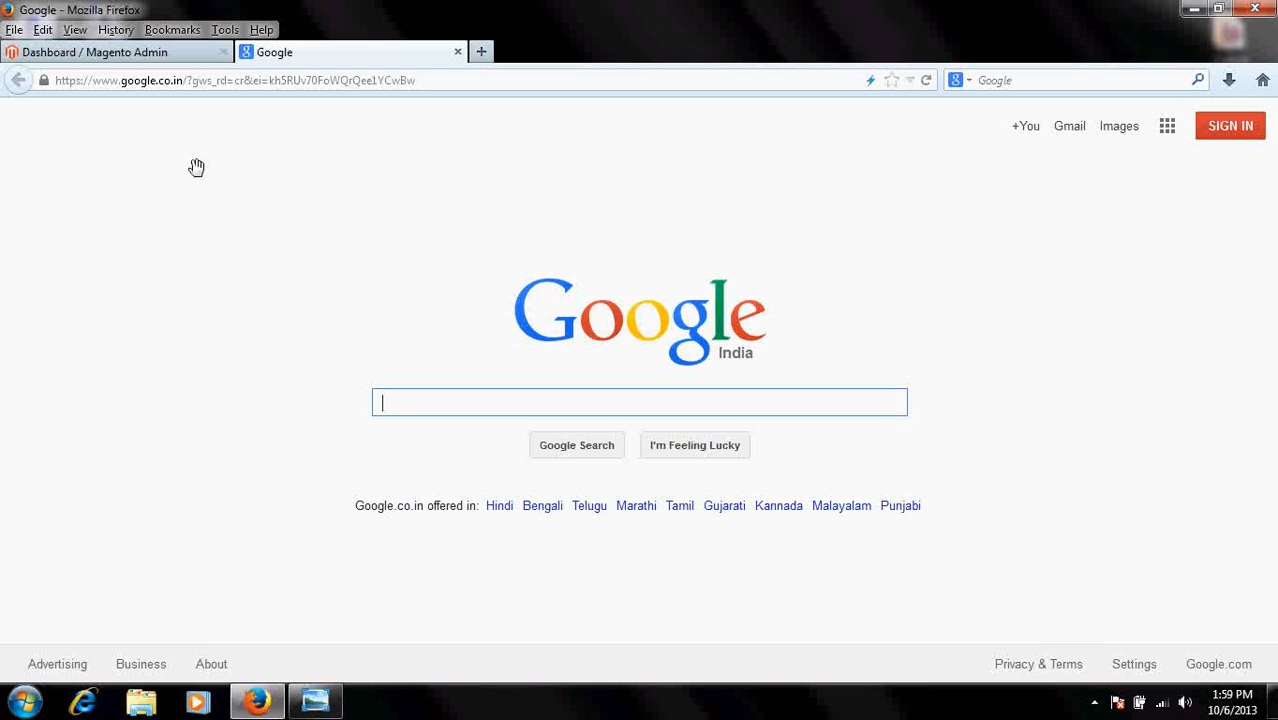 Google - Mozilla Firefox
File Edit View History Bookmarks Tools Help
Dashboard / Magento Admin
Google
https://www.google.co.in/?gws_rd=cr&ei=kh5RUv70FoWQrQee1YCwBw
Google
+You Gmail Images SIGN IN
Google
India
Google Search I'm Feeling Lucky
Google.co.in offered in: Hindi Bengali Telugu Marathi Tamil Gujarati Kannada Malayalam Punjabi
Advertising Business About Privacy & Terms Settings Google.com
1:59 PM
10/6/2013